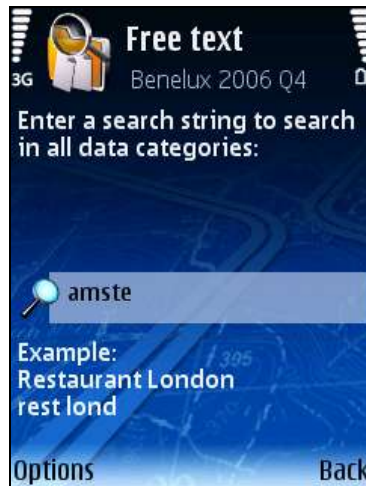 Free text
3G
Benelux 2006 Q4
Enter a search string to search
in all data categories:
amste
Example:
Restaurant London
rest lond
395
Options
Back